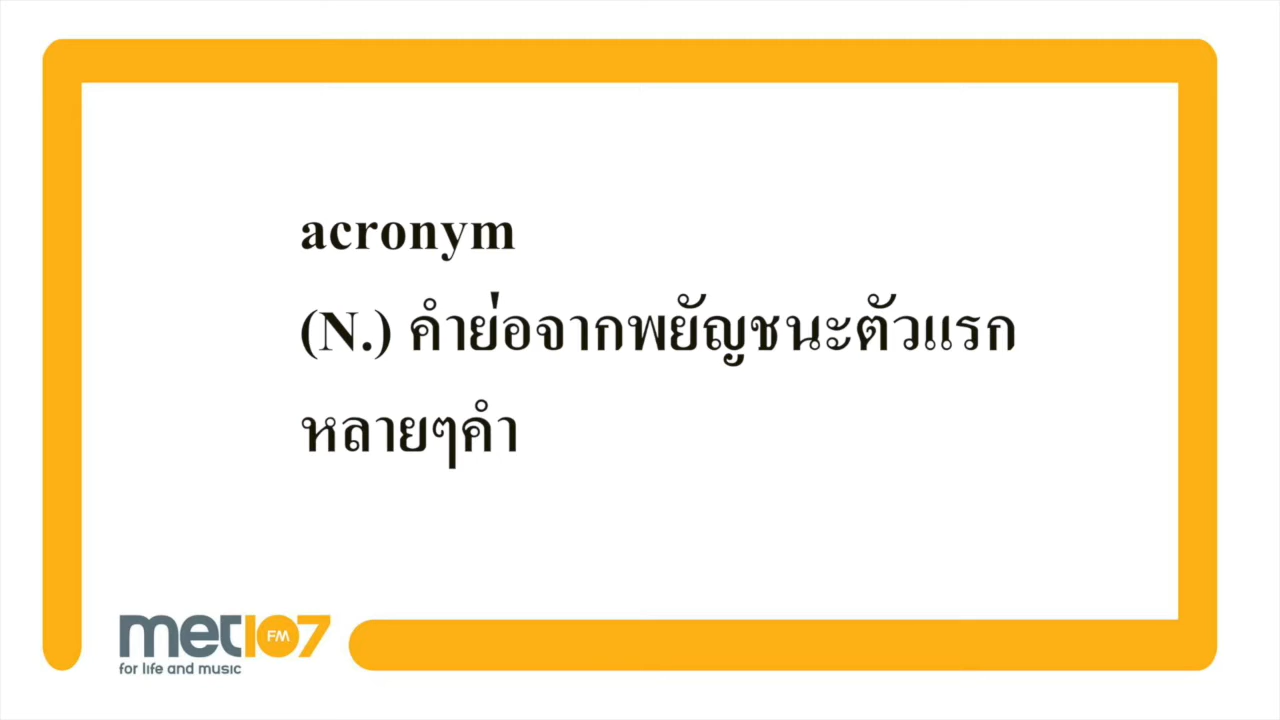 acronym
(N.) คำย่อจากพยัญชนะตัวแรก
หลายๆคำ
met107
FM
for life and music